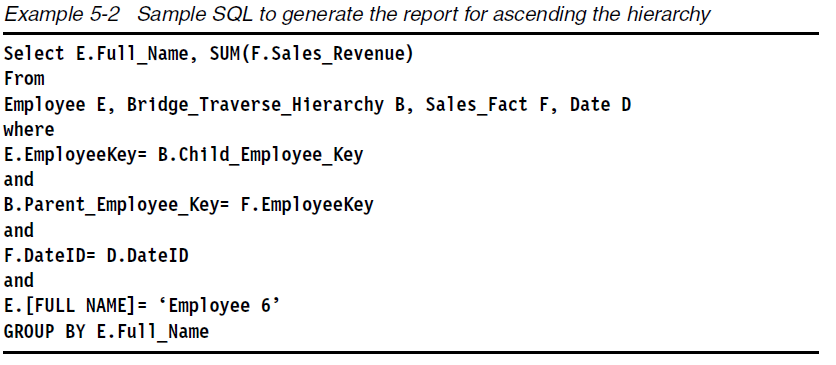 Example 5-2 Sample SQL to generate the report for ascending the hierarchy
Select E.Full_Name, SUM(F.Sales_Revenue)
From
Employee E, Bridge_Traverse_Hierarchy B, Sales_Fact F, Date D
where
E.EmployeeKey= B.Child_Employee_Key
and
B.Parent_Employee_Key= F.EmployeeKey
and
F.DateID= D.DateID
and
E.[FULL NAME]= ‘Employee 6’
GROUP BY E.Full_Name